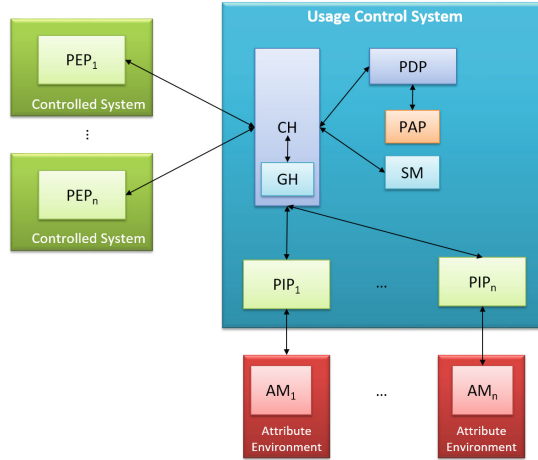 Usage Control System
PEP1
Controlled System
...
PEPn
Controlled System
CH
GH
PDP
PAP
SM
PIP1
...
PIPn
AM1
Attribute
Environment
...
AMn
Attribute
Environment